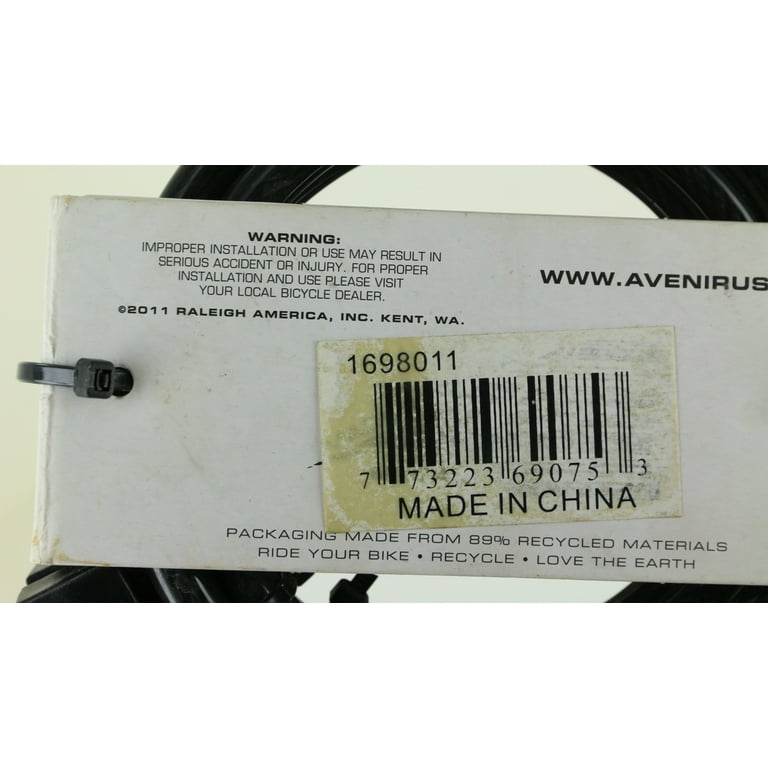 WARNING:
IMPROPER INSTALLATION OR USE MAY RESULT IN
SERIOUS ACCIDENT OR INJURY. FOR PROPER
INSTALLATION AND USE PLEASE VISIT
YOUR LOCAL BICYCLE DEALER.
©2011 RALEIGH AMERICA, INC. KENT, WA.
WWW.AVENIRUS
1698011
7 73223 69075 3
MADE IN CHINA
PACKAGING MADE FROM 89% RECYCLED MATERIALS
RIDE YOUR BIKE • RECYCLE • LOVE THE EARTH